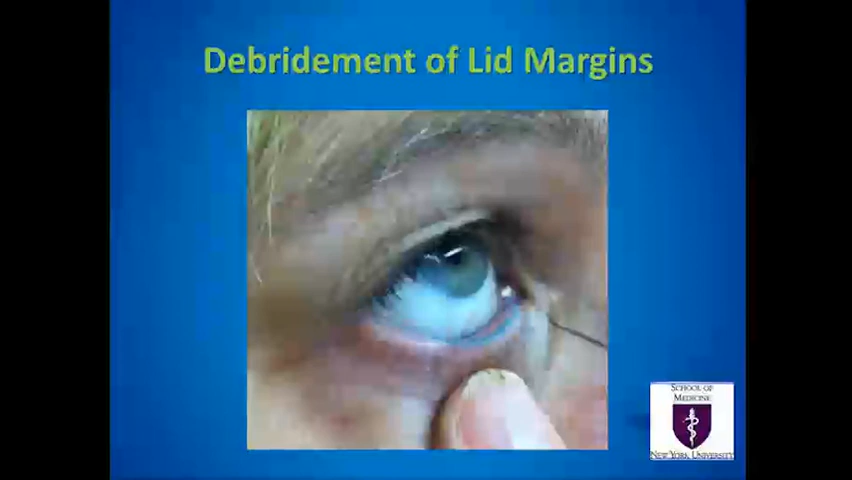 Debridement of Lid Margins
SCHOOL OF
MEDICINE
NEW YORK UNIVERSITY